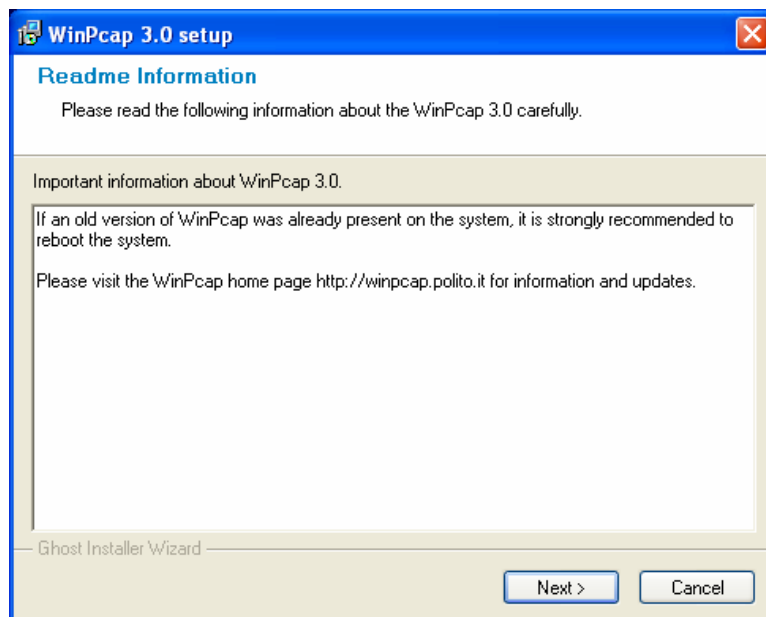 WinPcap 3.0 setup
Readme Information
Please read the following information about the WinPcap 3.0 carefully.
Important information about WinPcap 3.0.
If an old version of WinPcap was already present on the system, it is strongly recommended to
reboot the system.
Please visit the WinPcap home page http://winpcap.polito.it for information and updates.
Ghost Installer Wizard
Next >
Cancel